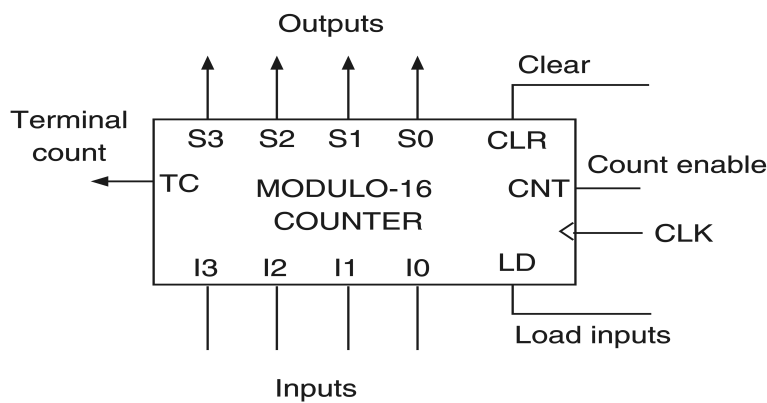 Outputs
Clear
Terminal
count
S3 S2 S1 S0 CLR
Count enable
TC
MODULO-16
COUNTER
CNT
CLK
I3 I2 I1 I0 LD
Load inputs
Inputs